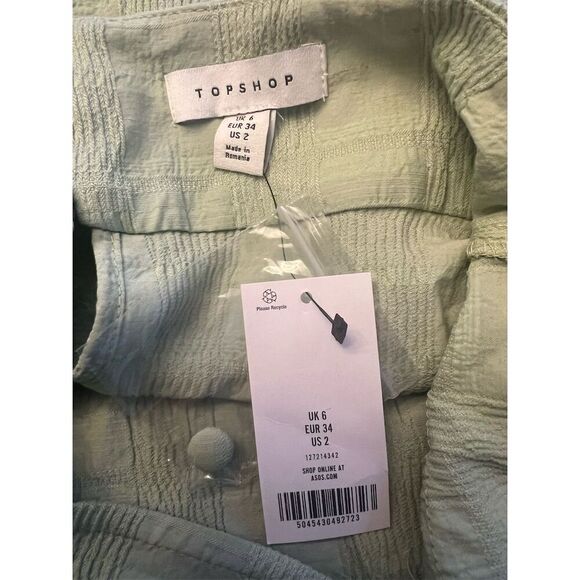 TOPSHOP
UK 6
EUR 34
US 2
Made in
Romania
Please Recycle
UK 6
EUR 34
US 2
127214342
SHOP ONLINE AT
ASOS.COM
5045430492723